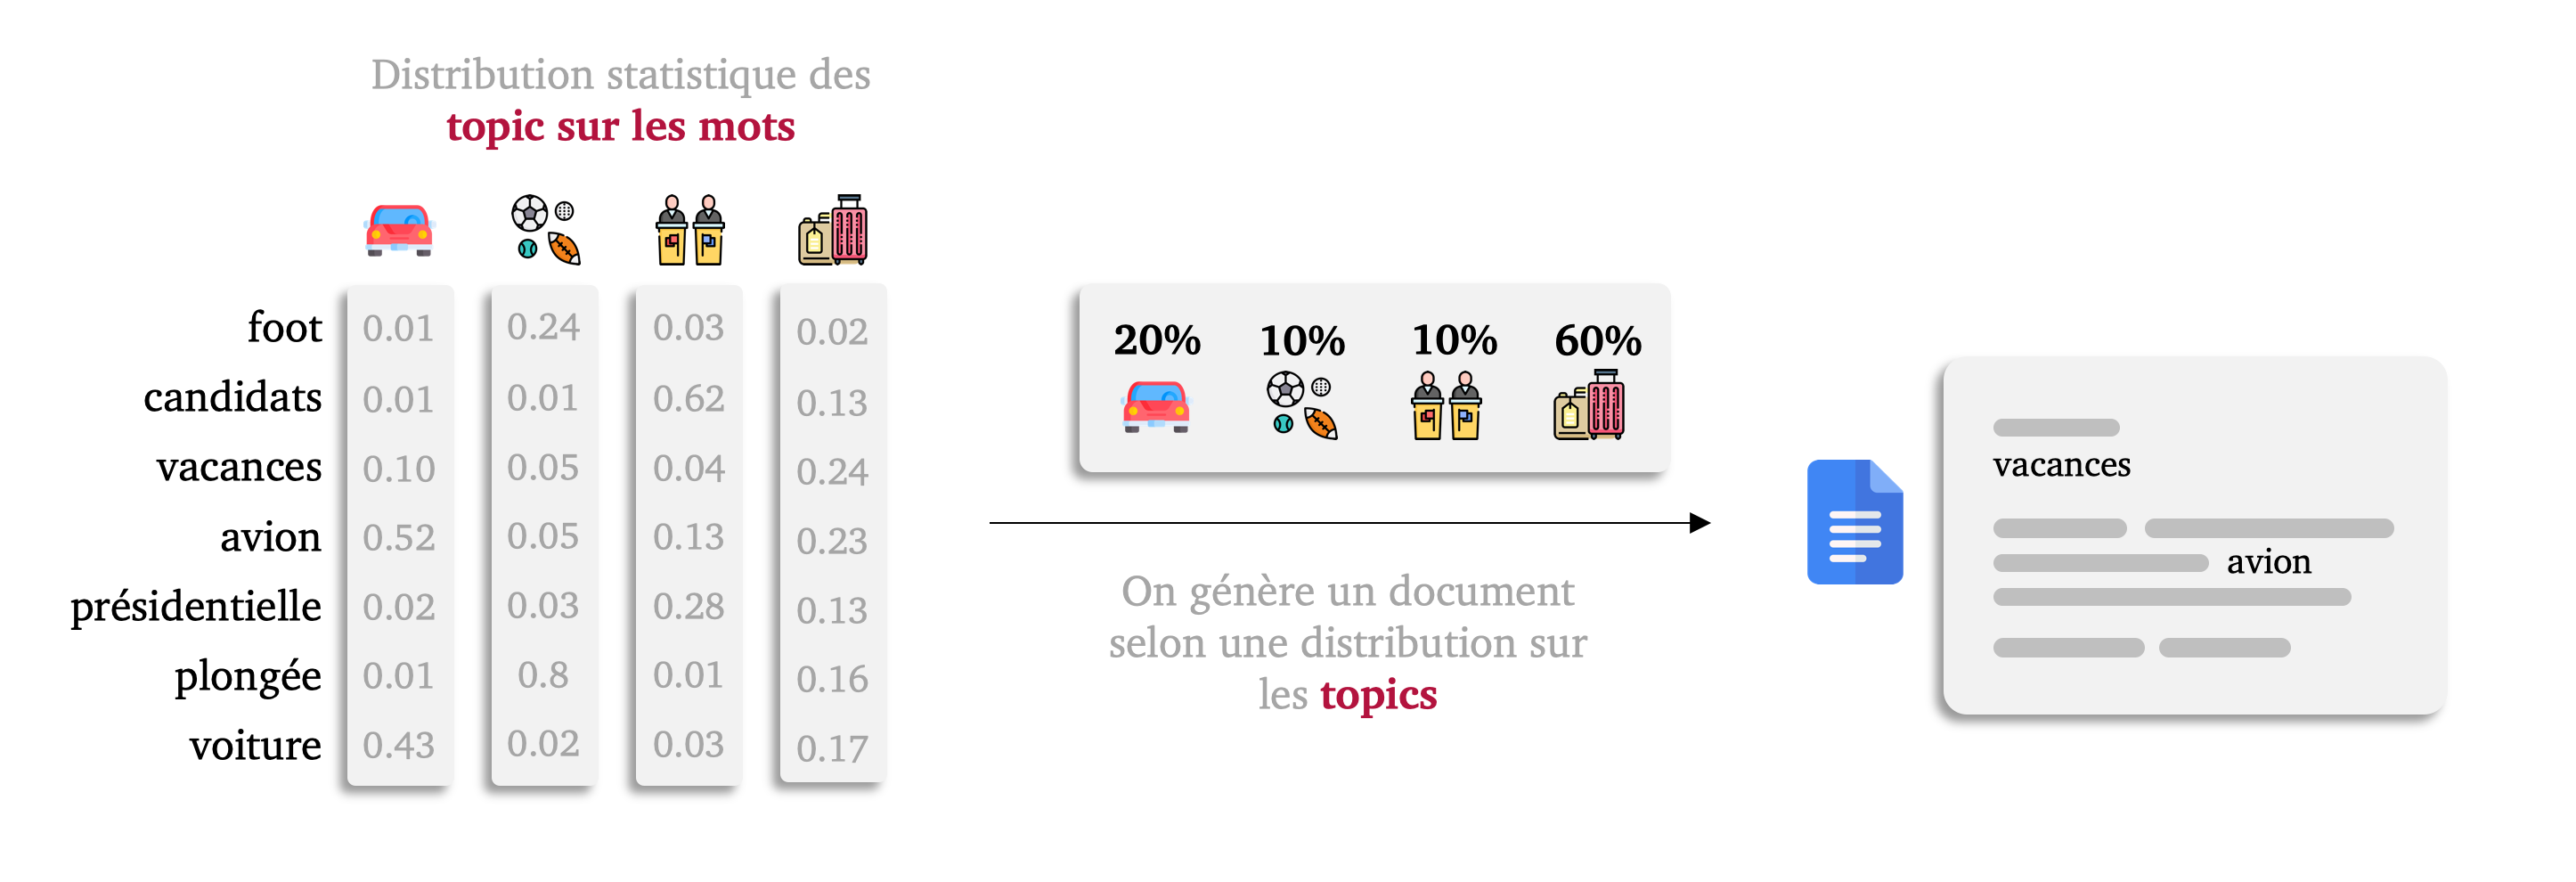 Distribution statistique des
topic sur les mots
foot 0.01 0.24 0.03 0.02
candidats 0.01 0.01 0.62 0.13
vacances 0.10 0.05 0.04 0.24
avion 0.52 0.05 0.13 0.23
présidentielle 0.02 0.03 0.28 0.13
plongée 0.01 0.8 0.01 0.16
voiture 0.43 0.02 0.03 0.17
20% 10% 10% 60%
On génère un document
selon une distribution sur
les topics
vacances
avion